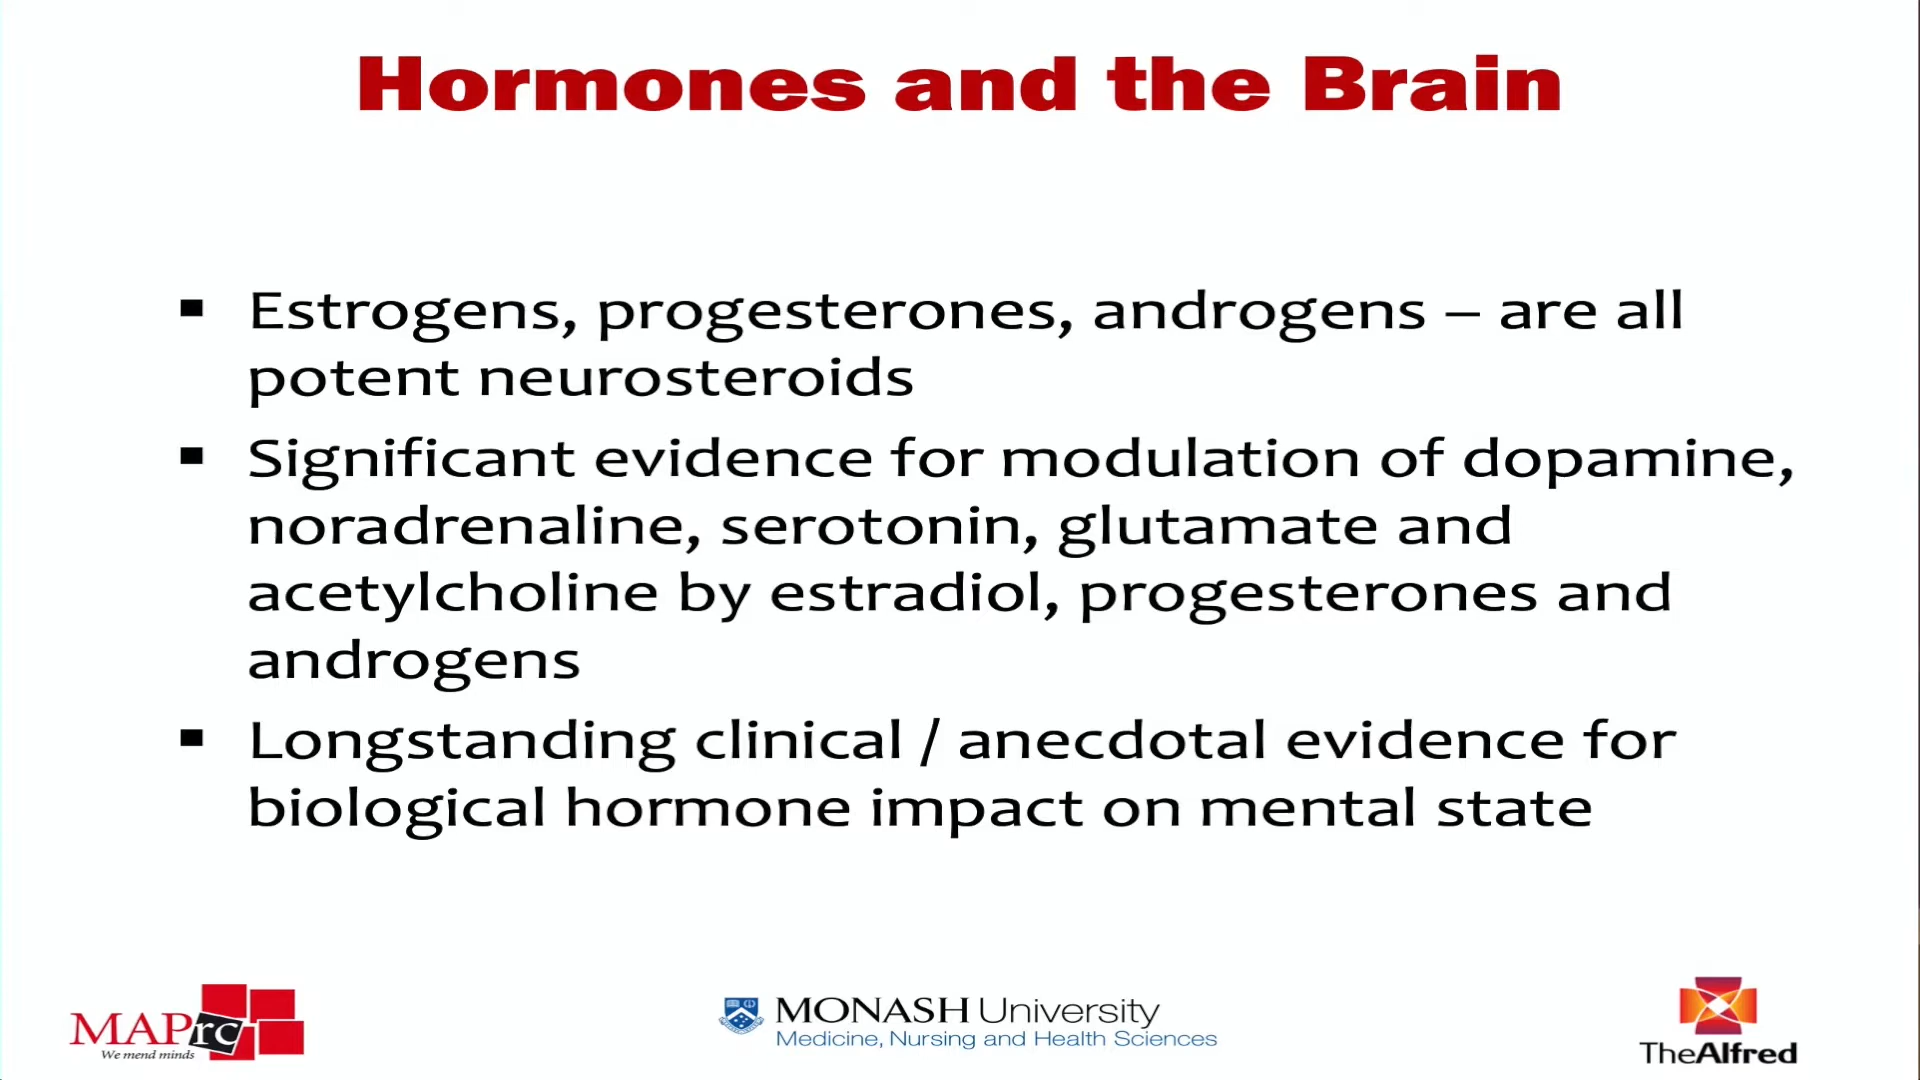 Hormones and the Brain
▪ Estrogens, progesterones, androgens – are all
potent neurosteroids
▪ Significant evidence for modulation of dopamine,
noradrenaline, serotonin, glutamate and
acetylcholine by estradiol, progesterones and
androgens
▪ Longstanding clinical / anecdotal evidence for
biological hormone impact on mental state
MAPrc
We mend minds
MONASH University
Medicine, Nursing and Health Sciences
TheAlfred